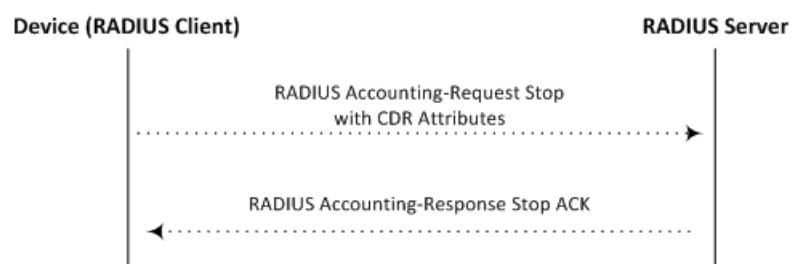 Device (RADIUS Client)
RADIUS Server
RADIUS Accounting-Request Stop
with CDR Attributes
RADIUS Accounting-Response Stop ACK